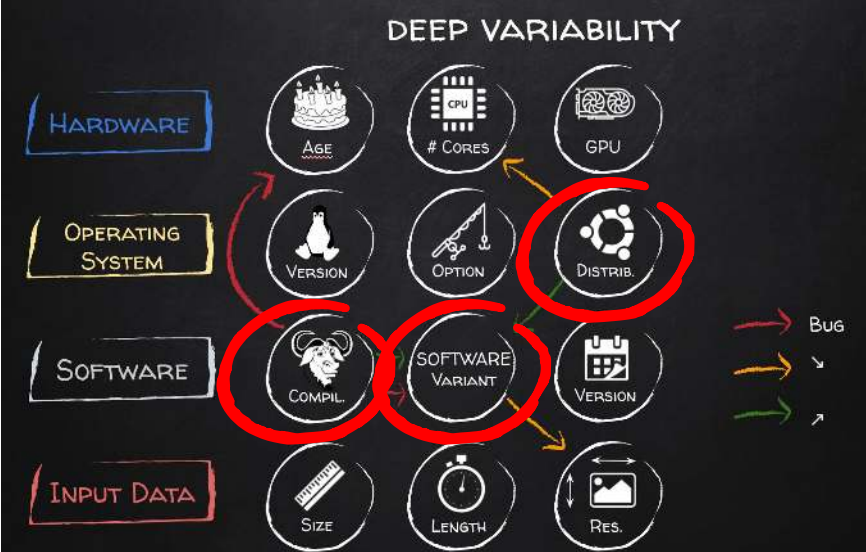 DEEP VARIABILITY
HARDWARE
CPU
AGE
# CORES
GPU
OPERATING
SYSTEM
VERSION
OPTION
DISTRIB.
SOFTWARE
COMPIL.
SOFTWARE
VARIANT
VERSION
BUG
↘
↗
INPUT DATA
SIZE
LENGTH
RES.